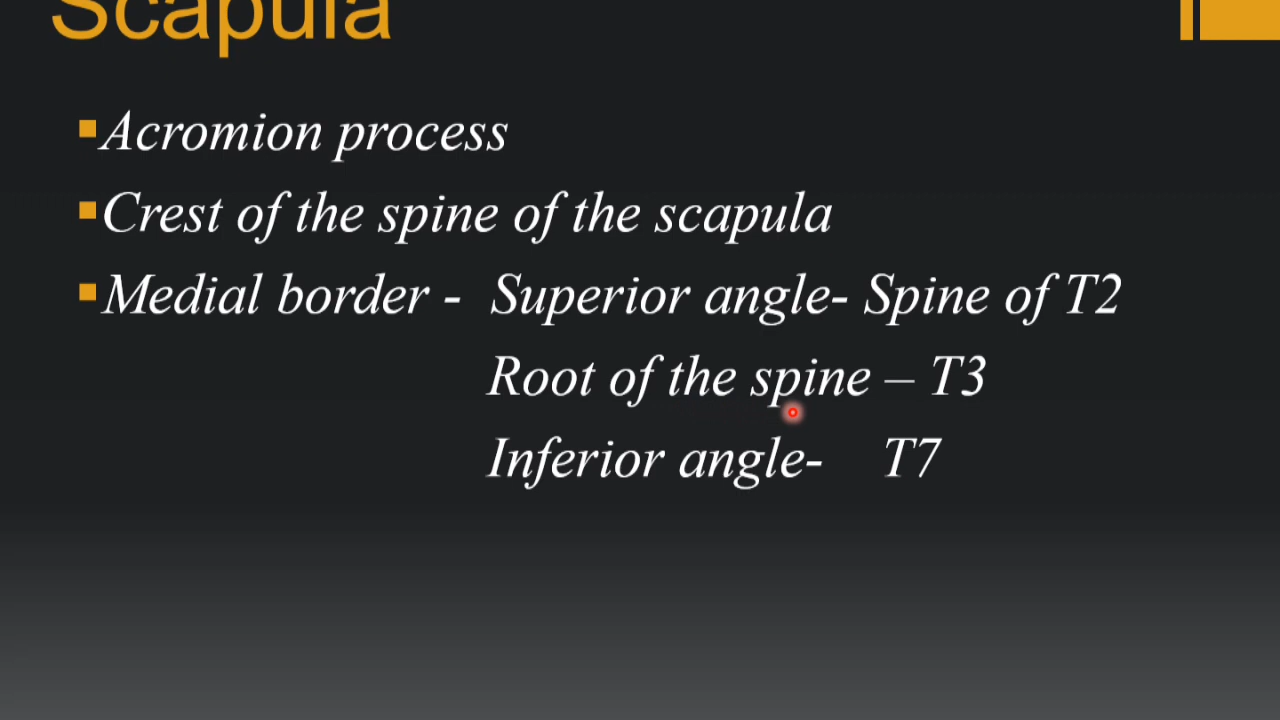 Scapula
Acromion process
Crest of the spine of the scapula
Medial border - Superior angle- Spine of T2
Root of the spine – T3
Inferior angle- T7